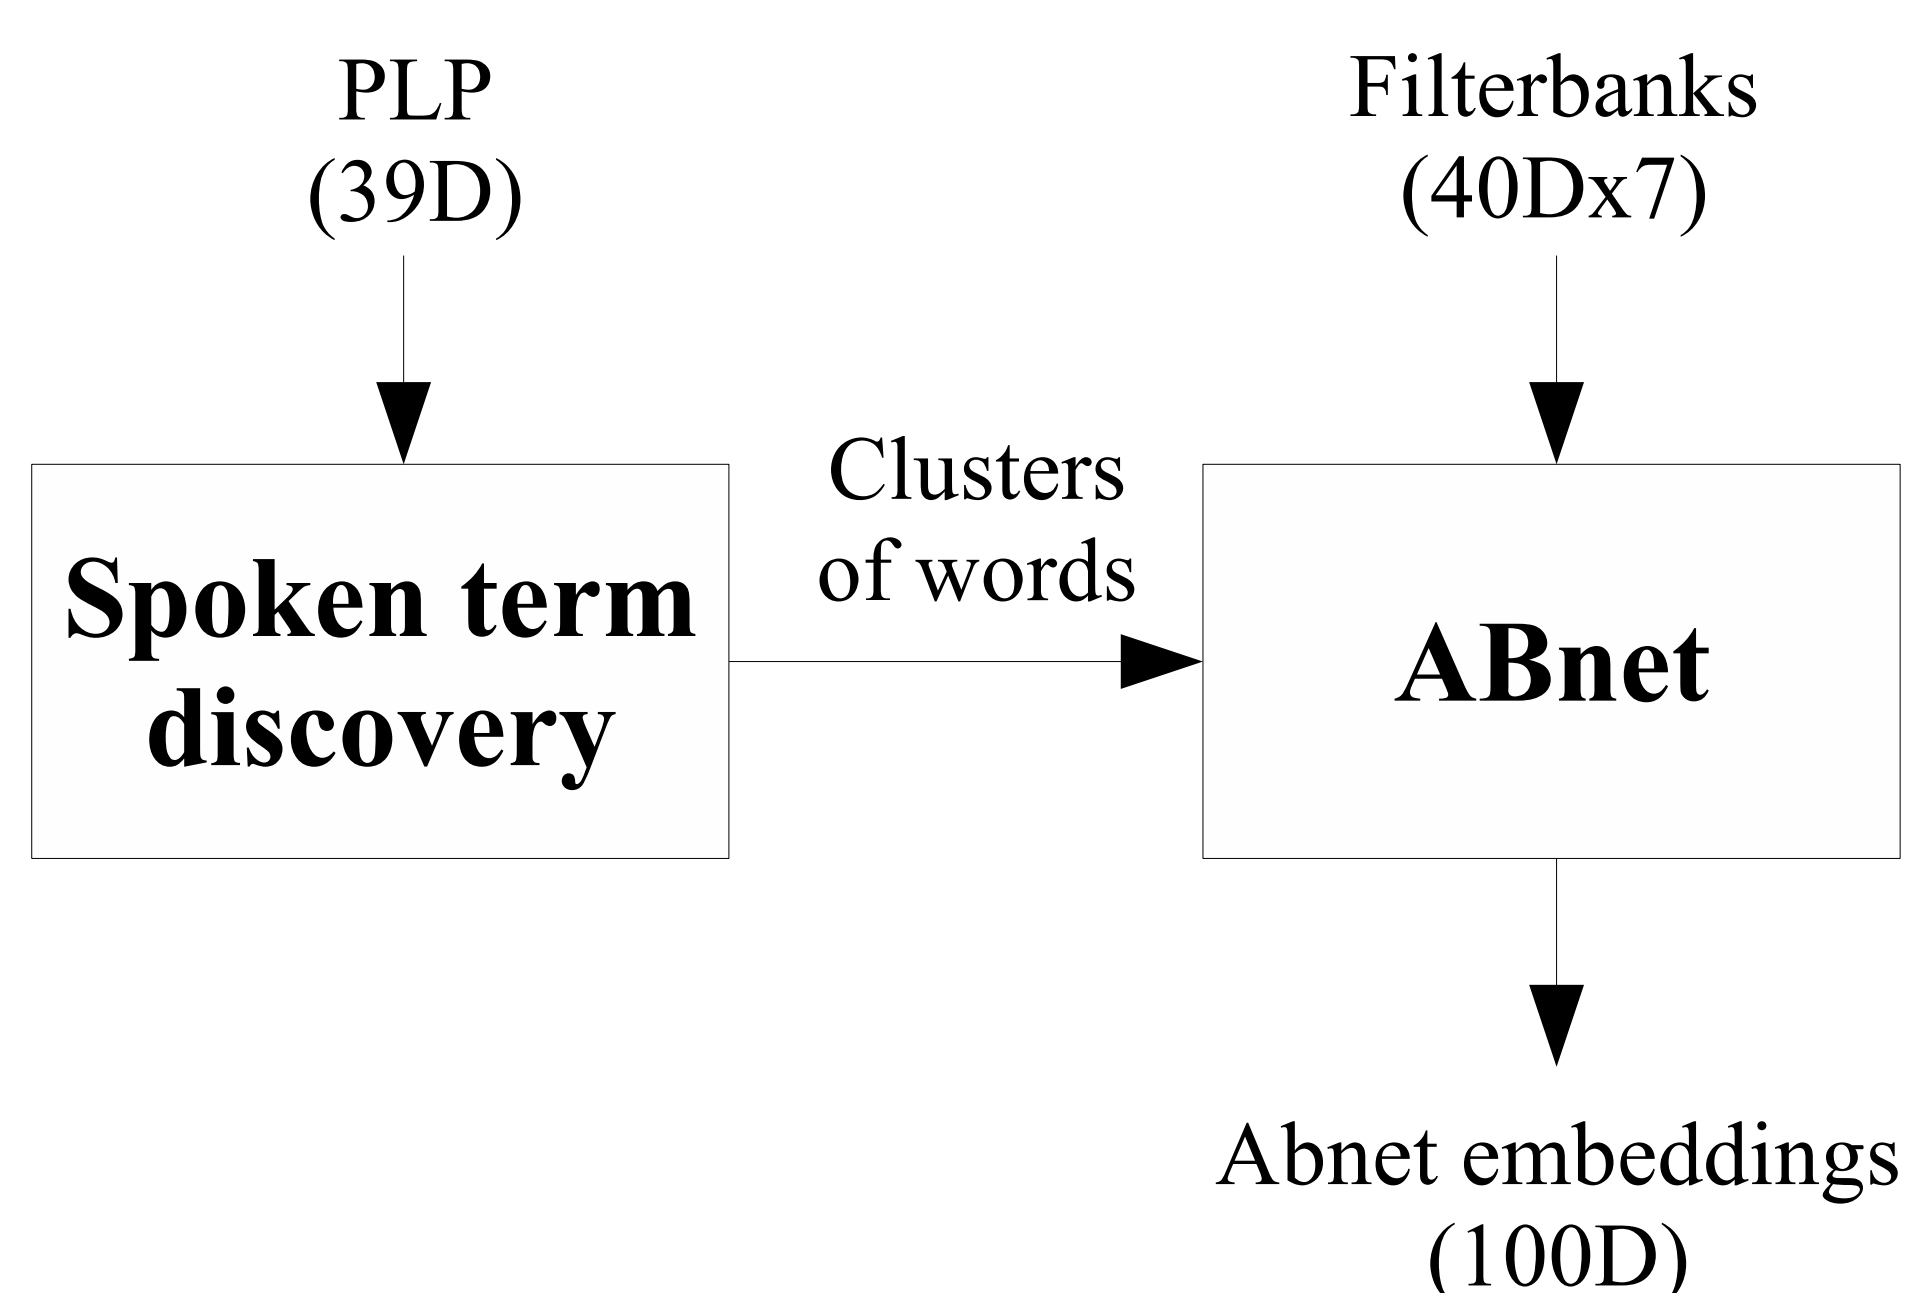 PLP
(39D)
Filterbanks
(40Dx7)
Clusters
of words
Spoken term
discovery
ABnet
Abnet embeddings
(100D)